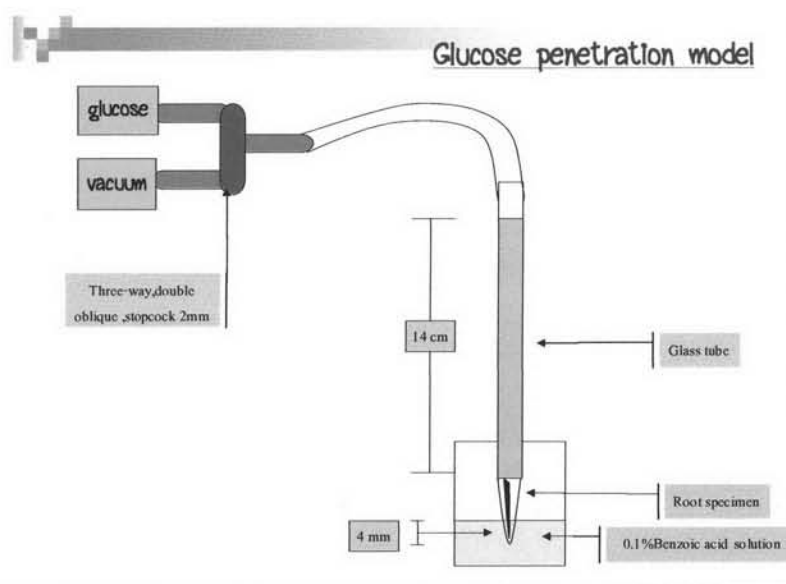 Glucose penetration model
glucose
vacuum
Three-way,double
oblique ,stopcock 2mm
14 cm
Glass tube
Root specimen
4 mm
0.1%Benzoic acid solution